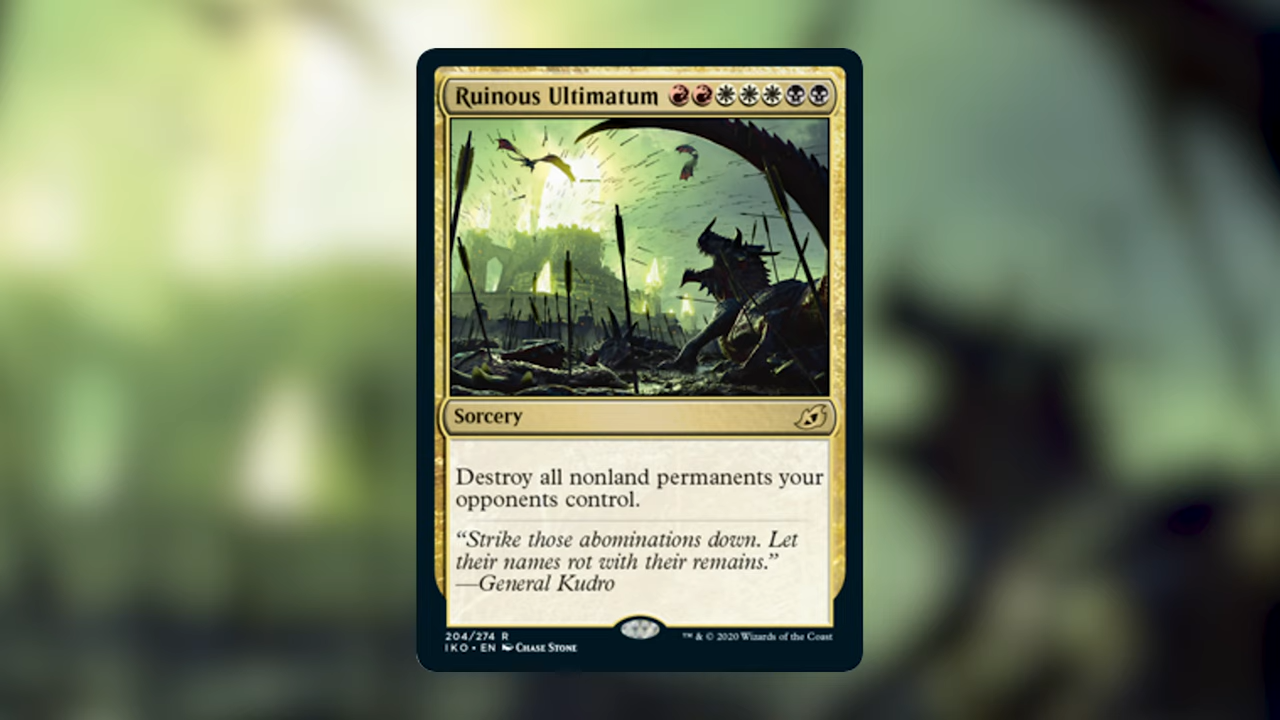 Ruinous Ultimatum
Sorcery
Destroy all nonland permanents your
opponents control.
“Strike those abominations down. Let
their names rot with their remains.”
—General Kudro
204/274 R
IKO • EN CHASE STONE
™ & © 2020 Wizards of the Coast